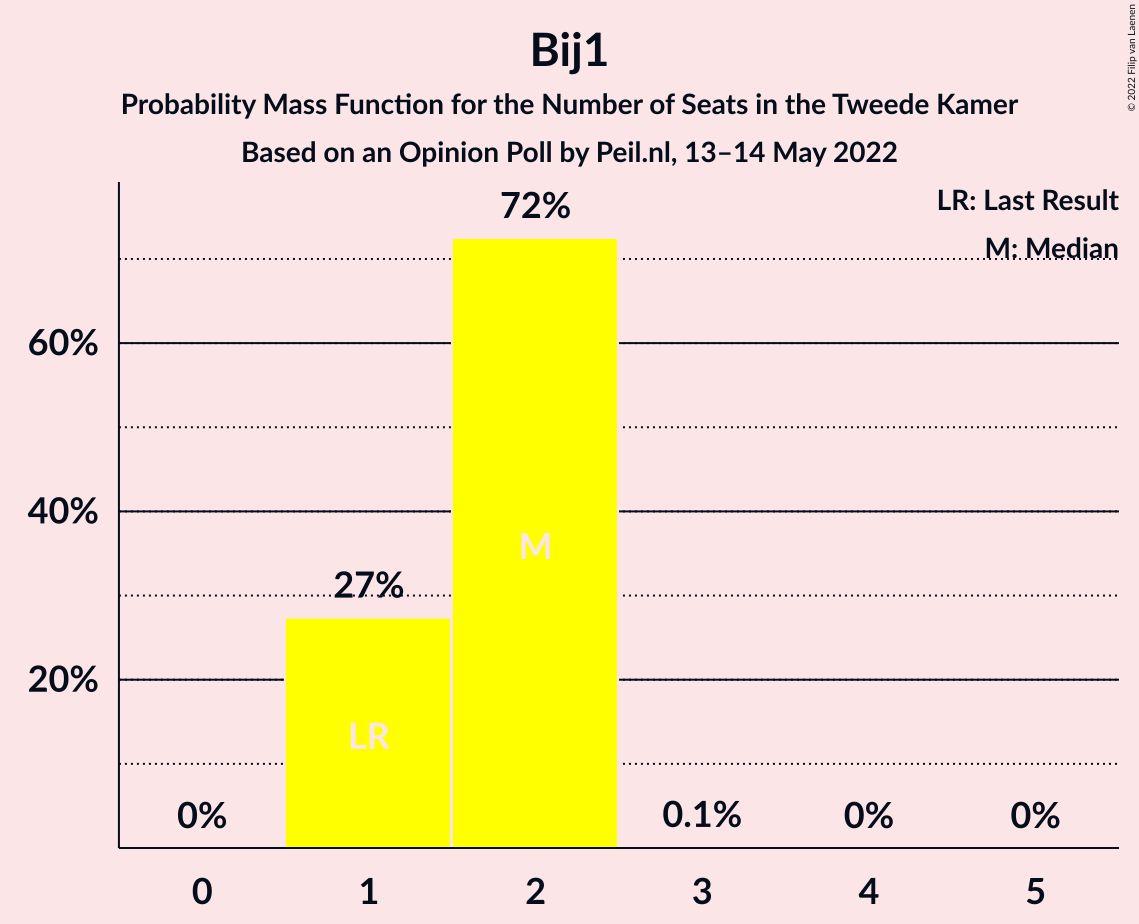 Bij1
Probability Mass Function for the Number of Seats in the Tweede Kamer
Based on an Opinion Poll by Peil.nl, 13–14 May 2022
© 2022 Filip van Laenen
LR: Last Result
M: Median
72%
60%
40%
20%
27%
M
LR
0%
0.1%
0%
0%
0 1 2 3 4 5